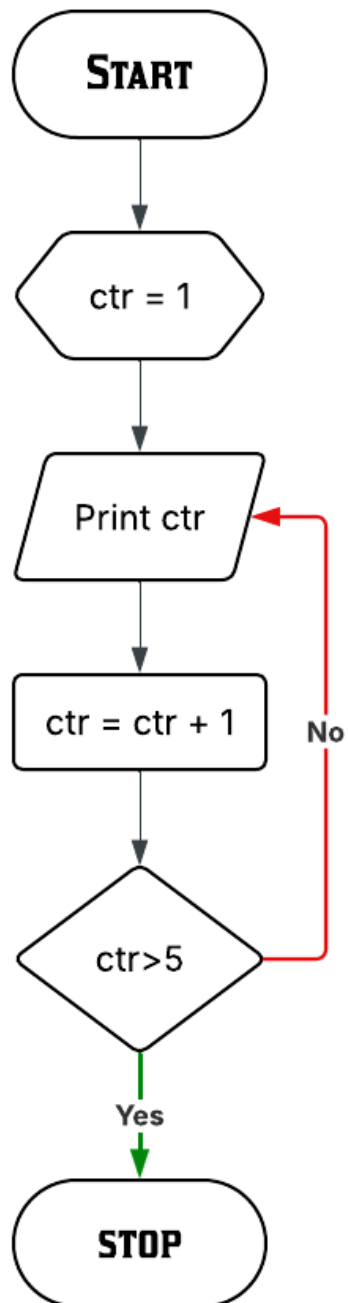 START
ctr = 1
Print ctr
ctr = ctr + 1
No
ctr>5
Yes
STOP